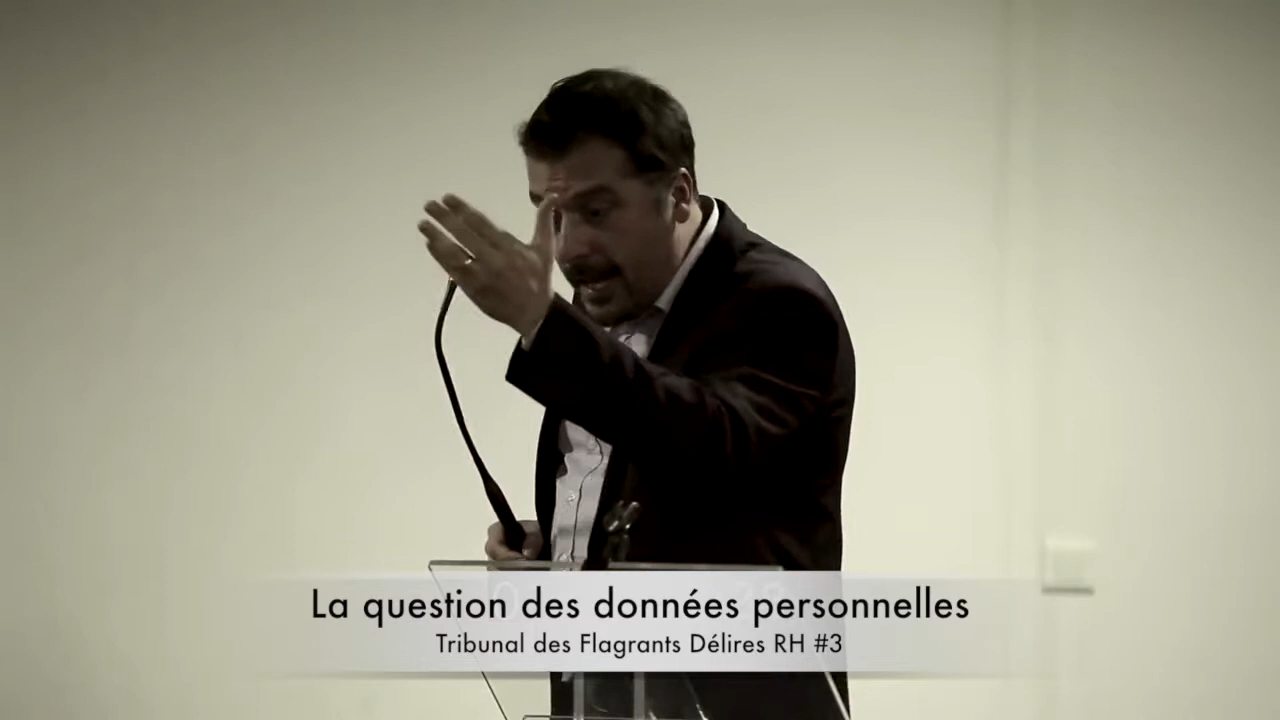 La question des données personnelles
Tribunal des Flagrants Délires RH #3